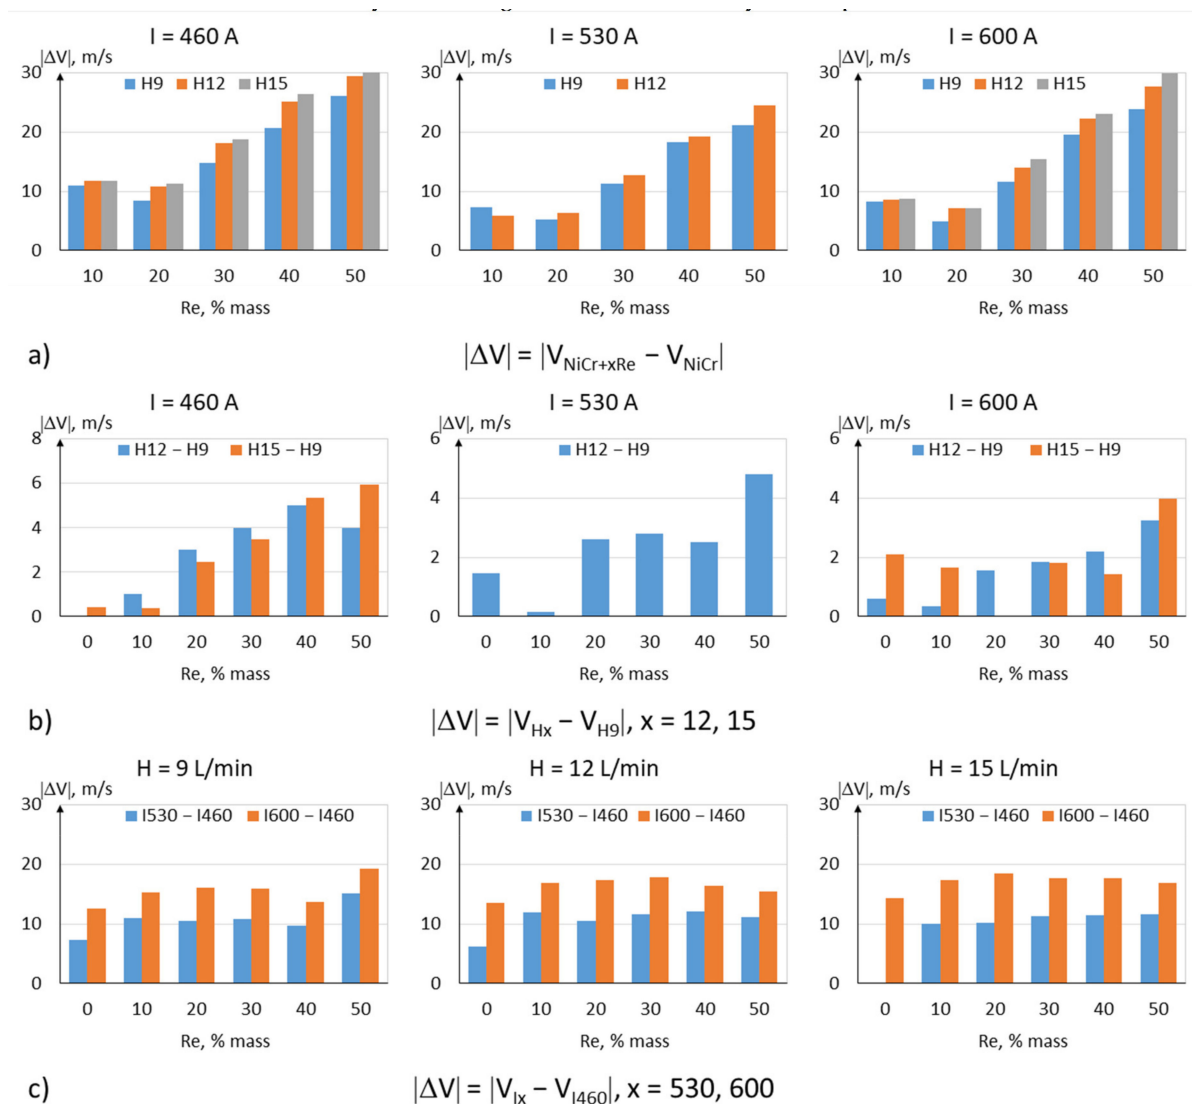 I = 460 A
|ΔV|, m/s
H9 H12 H15
30
20
10
0
10 20 30 40 50
Re, % mass
I = 530 A
|ΔV|, m/s
H9 H12
30
20
10
0
10 20 30 40 50
Re, % mass
I = 600 A
|ΔV|, m/s
H9 H12 H15
30
20
10
0
10 20 30 40 50
Re, % mass
a) |ΔV| = |V_NiCr+xRe − V_NiCr|
I = 460 A
|ΔV|, m/s
H12 – H9 H15 – H9
8
6
4
2
0
0 10 20 30 40 50
Re, % mass
I = 530 A
|ΔV|, m/s
H12 – H9
6
4
2
0
0 10 20 30 40 50
Re, % mass
I = 600 A
|ΔV|, m/s
H12 – H9 H15 – H9
6
4
2
0
0 10 20 30 40 50
Re, % mass
b) |ΔV| = |V_Hx − V_H9|, x = 12, 15
H = 9 L/min
|ΔV|, m/s
I530 – I460 I600 – I460
30
20
10
0
0 10 20 30 40 50
Re, % mass
H = 12 L/min
|ΔV|, m/s
I530 – I460 I600 – I460
30
20
10
0
0 10 20 30 40 50
Re, % mass
H = 15 L/min
|ΔV|, m/s
I530 – I460 I600 – I460
30
20
10
0
0 10 20 30 40 50
Re, % mass
c) |ΔV| = |V_Ix − V_I460|, x = 530, 600